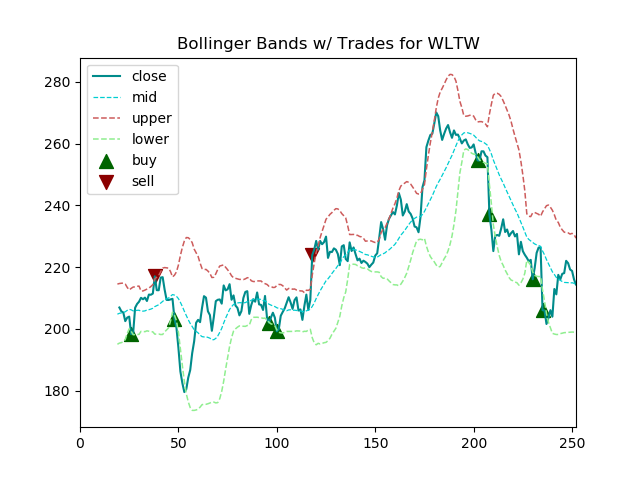 Bollinger Bands w/ Trades for WLTW
close
mid
upper
lower
buy
sell
280
260
240
220
200
180
0 50 100 150 200 250